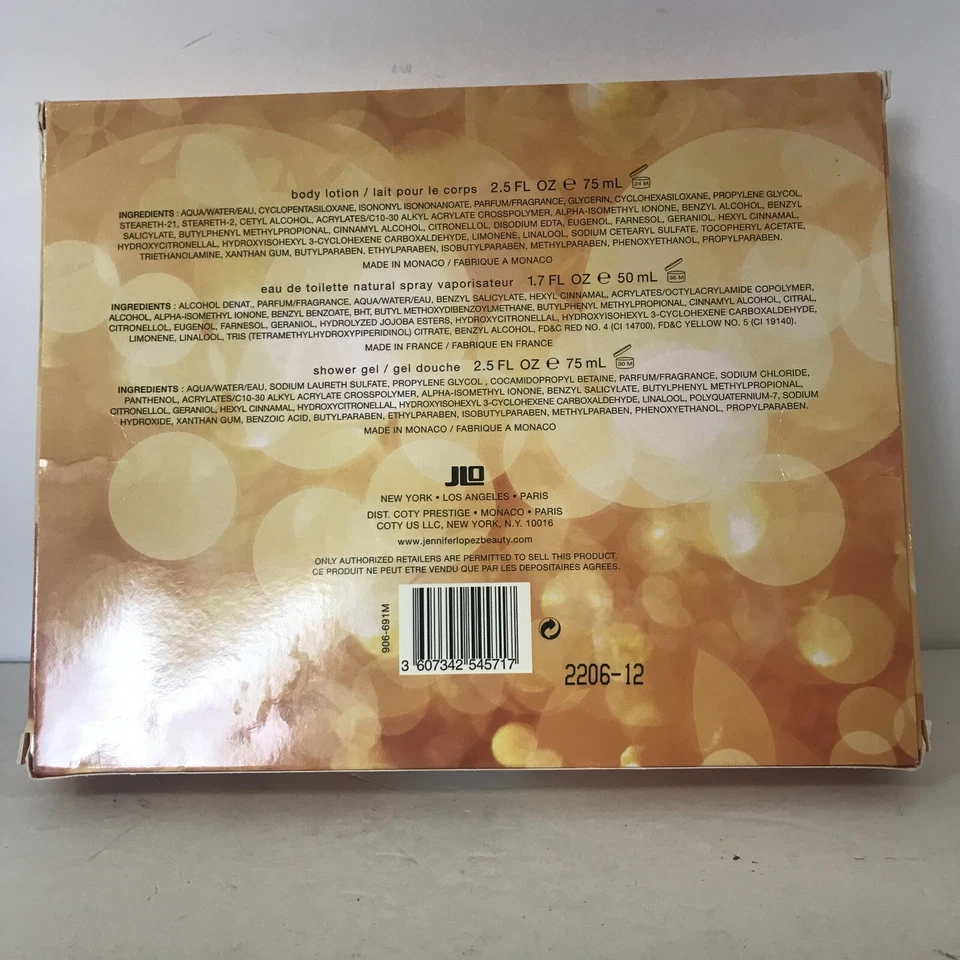 body lotion / lait pour le corps 2.5 FL OZ ℮ 75 mL 24 M
INGREDIENTS : AQUA/WATER/EAU, CYCLOPENTASILOXANE, ISONONYL ISONONANOATE, PARFUM/FRAGRANCE, GLYCERIN, CYCLOHEXASILOXANE, PROPYLENE GLYCOL,
STEARETH-21, STEARETH-2, CETYL ALCOHOL, ACRYLATES/C10-30 ALKYL ACRYLATE CROSSPOLYMER, ALPHA-ISOMETHYL IONONE, BENZYL ALCOHOL, BENZYL
SALICYLATE, BUTYLPHENYL METHYLPROPIONAL, CINNAMYL ALCOHOL, CITRONELLOL, DISODIUM EDTA, EUGENOL, FARNESOL, GERANIOL, HEXYL CINNAMAL,
HYDROXYCITRONELLAL, HYDROXYISOHEXYL 3-CYCLOHEXENE CARBOXALDEHYDE, LIMONENE, LINALOOL, SODIUM CETEARYL SULFATE, TOCOPHERYL ACETATE,
TRIETHANOLAMINE, XANTHAN GUM, BUTYLPARABEN, ETHYLPARABEN, ISOBUTYLPARABEN, METHYLPARABEN, PHENOXYETHANOL, PROPYLPARABEN.
MADE IN MONACO / FABRIQUE A MONACO
eau de toilette natural spray vaporisateur 1.7 FL OZ ℮ 50 mL 36 M
INGREDIENTS : ALCOHOL DENAT., PARFUM/FRAGRANCE, AQUA/WATER/EAU, BENZYL SALICYLATE, HEXYL CINNAMAL, ACRYLATES/OCTYLACRYLAMIDE COPOLYMER,
ALCOHOL, ALPHA-ISOMETHYL IONONE, BENZYL BENZOATE, BHT, BUTYL METHOXYDIBENZOYLMETHANE, BUTYLPHENYL METHYLPROPIONAL, CINNAMYL ALCOHOL, CITRAL,
CITRONELLOL, EUGENOL, FARNESOL, GERANIOL, HYDROLYZED JOJOBA ESTERS, HYDROXYCITRONELLAL, HYDROXYISOHEXYL 3-CYCLOHEXENE CARBOXALDEHYDE,
LIMONENE, LINALOOL, TRIS (TETRAMETHYLHYDROXYPIPERIDINOL) CITRATE, BENZYL ALCOHOL, FD&C RED NO. 4 (CI 14700), FD&C YELLOW NO. 5 (CI 19140).
MADE IN FRANCE / FABRIQUE EN FRANCE
shower gel / gel douche 2.5 FL OZ ℮ 75 mL 30 M
INGREDIENTS : AQUA/WATER/EAU, SODIUM LAURETH SULFATE, PROPYLENE GLYCOL , COCAMIDOPROPYL BETAINE, PARFUM/FRAGRANCE, SODIUM CHLORIDE,
PANTHENOL, ACRYLATES/C10-30 ALKYL ACRYLATE CROSSPOLYMER, ALPHA-ISOMETHYL IONONE, BENZYL SALICYLATE, BUTYLPHENYL METHYLPROPIONAL,
CITRONELLOL, GERANIOL, HEXYL CINNAMAL, HYDROXYCITRONELLAL, HYDROXYISOHEXYL 3-CYCLOHEXENE CARBOXALDEHYDE, LINALOOL, POLYQUATERNIUM-7, SODIUM
HYDROXIDE, XANTHAN GUM, BENZOIC ACID, BUTYLPARABEN, ETHYLPARABEN, ISOBUTYLPARABEN, METHYLPARABEN, PHENOXYETHANOL, PROPYLPARABEN.
MADE IN MONACO / FABRIQUE A MONACO
JLO
NEW YORK • LOS ANGELES • PARIS
DIST. COTY PRESTIGE • MONACO • PARIS
COTY US LLC, NEW YORK, N.Y. 10016
www.jenniferlopezbeauty.com
ONLY AUTHORIZED RETAILERS ARE PERMITTED TO SELL THIS PRODUCT.
CE PRODUIT NE PEUT ETRE VENDU QUE PAR LES DEPOSITAIRES AGREES.
906-691M
3 607342 545717
2206-12